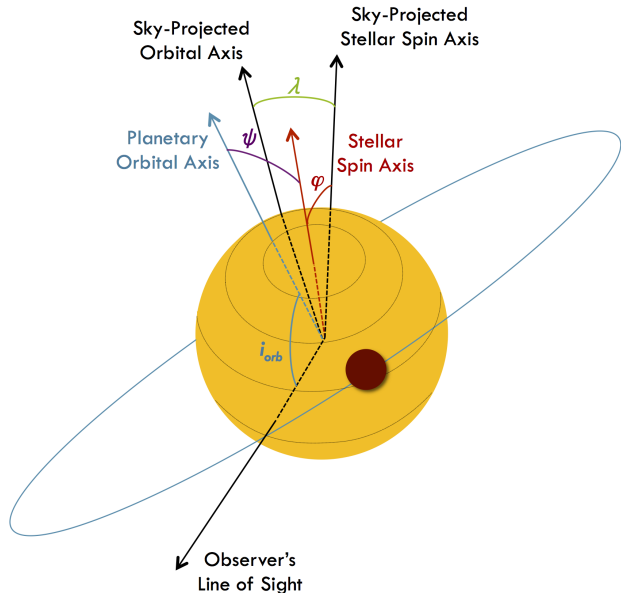 Sky-Projected
Orbital Axis
Sky-Projected
Stellar Spin Axis
λ
Planetary
Orbital Axis
ψ
Stellar
Spin Axis
φ
i_orb
Observer's
Line of Sight